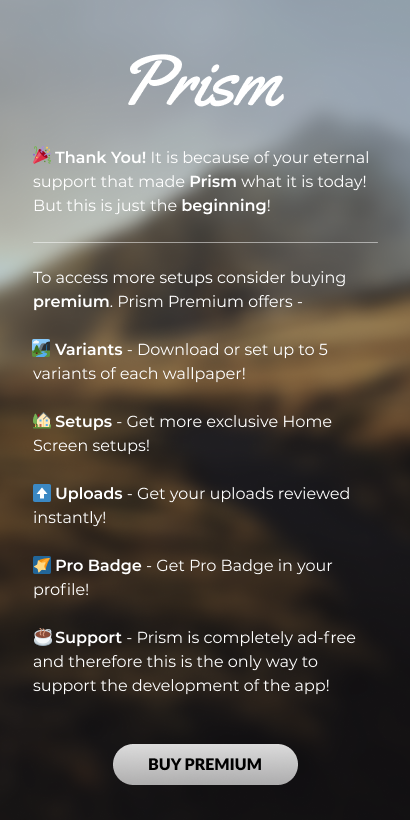 Prism
🎉 Thank You! It is because of your eternal
support that made Prism what it is today!
But this is just the beginning!
To access more setups consider buying
premium. Prism Premium offers -
🏞️ Variants - Download or set up to 5
variants of each wallpaper!
🏡 Setups - Get more exclusive Home
Screen setups!
⬆️ Uploads - Get your uploads reviewed
instantly!
🌠 Pro Badge - Get Pro Badge in your
profile!
☕ Support - Prism is completely ad-free
and therefore this is the only way to
support the development of the app!
BUY PREMIUM